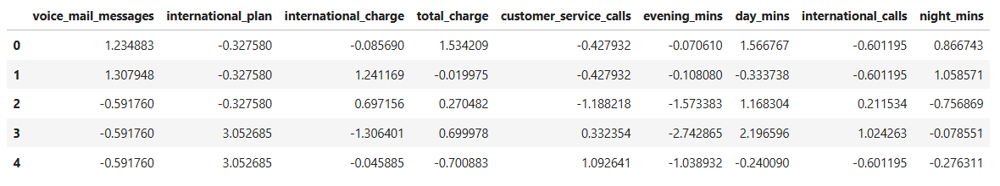 voice_mail_messages international_plan international_charge total_charge customer_service_calls evening_mins day_mins international_calls night_mins
0 1.234883 -0.327580 -0.085690 1.534209 -0.427932 -0.070610 1.566767 -0.601195 0.866743
1 1.307948 -0.327580 1.241169 -0.019975 -0.427932 -0.108080 -0.333738 -0.601195 1.058571
2 -0.591760 -0.327580 0.697156 0.270482 -1.188218 -1.573383 1.168304 0.211534 -0.756869
3 -0.591760 3.052685 -1.306401 0.699978 0.332354 -2.742865 2.196596 1.024263 -0.078551
4 -0.591760 3.052685 -0.045885 -0.700883 1.092641 -1.038932 -0.240090 -0.601195 -0.276311